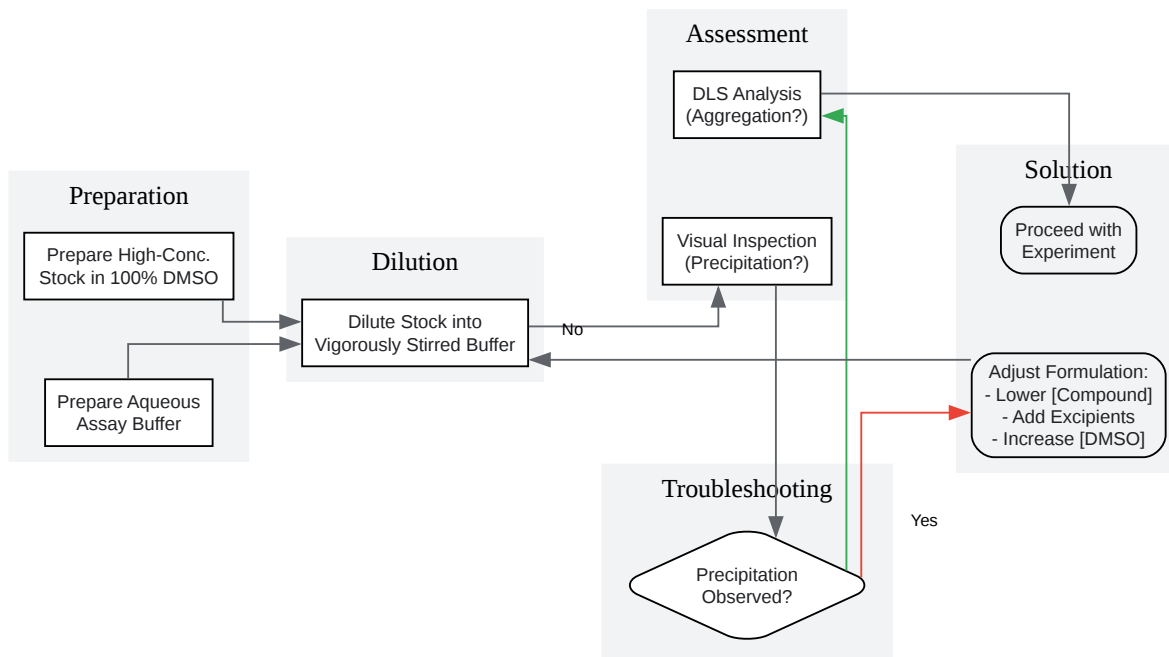 Preparation
Prepare High-Conc.
Stock in 100% DMSO
Prepare Aqueous
Assay Buffer
Dilution
Dilute Stock into
Vigorously Stirred Buffer
No
Assessment
DLS Analysis
(Aggregation?)
Visual Inspection
(Precipitation?)
Troubleshooting
Precipitation
Observed?
Yes
Solution
Proceed with
Experiment
Adjust Formulation:
- Lower [Compound]
- Add Excipients
- Increase [DMSO]